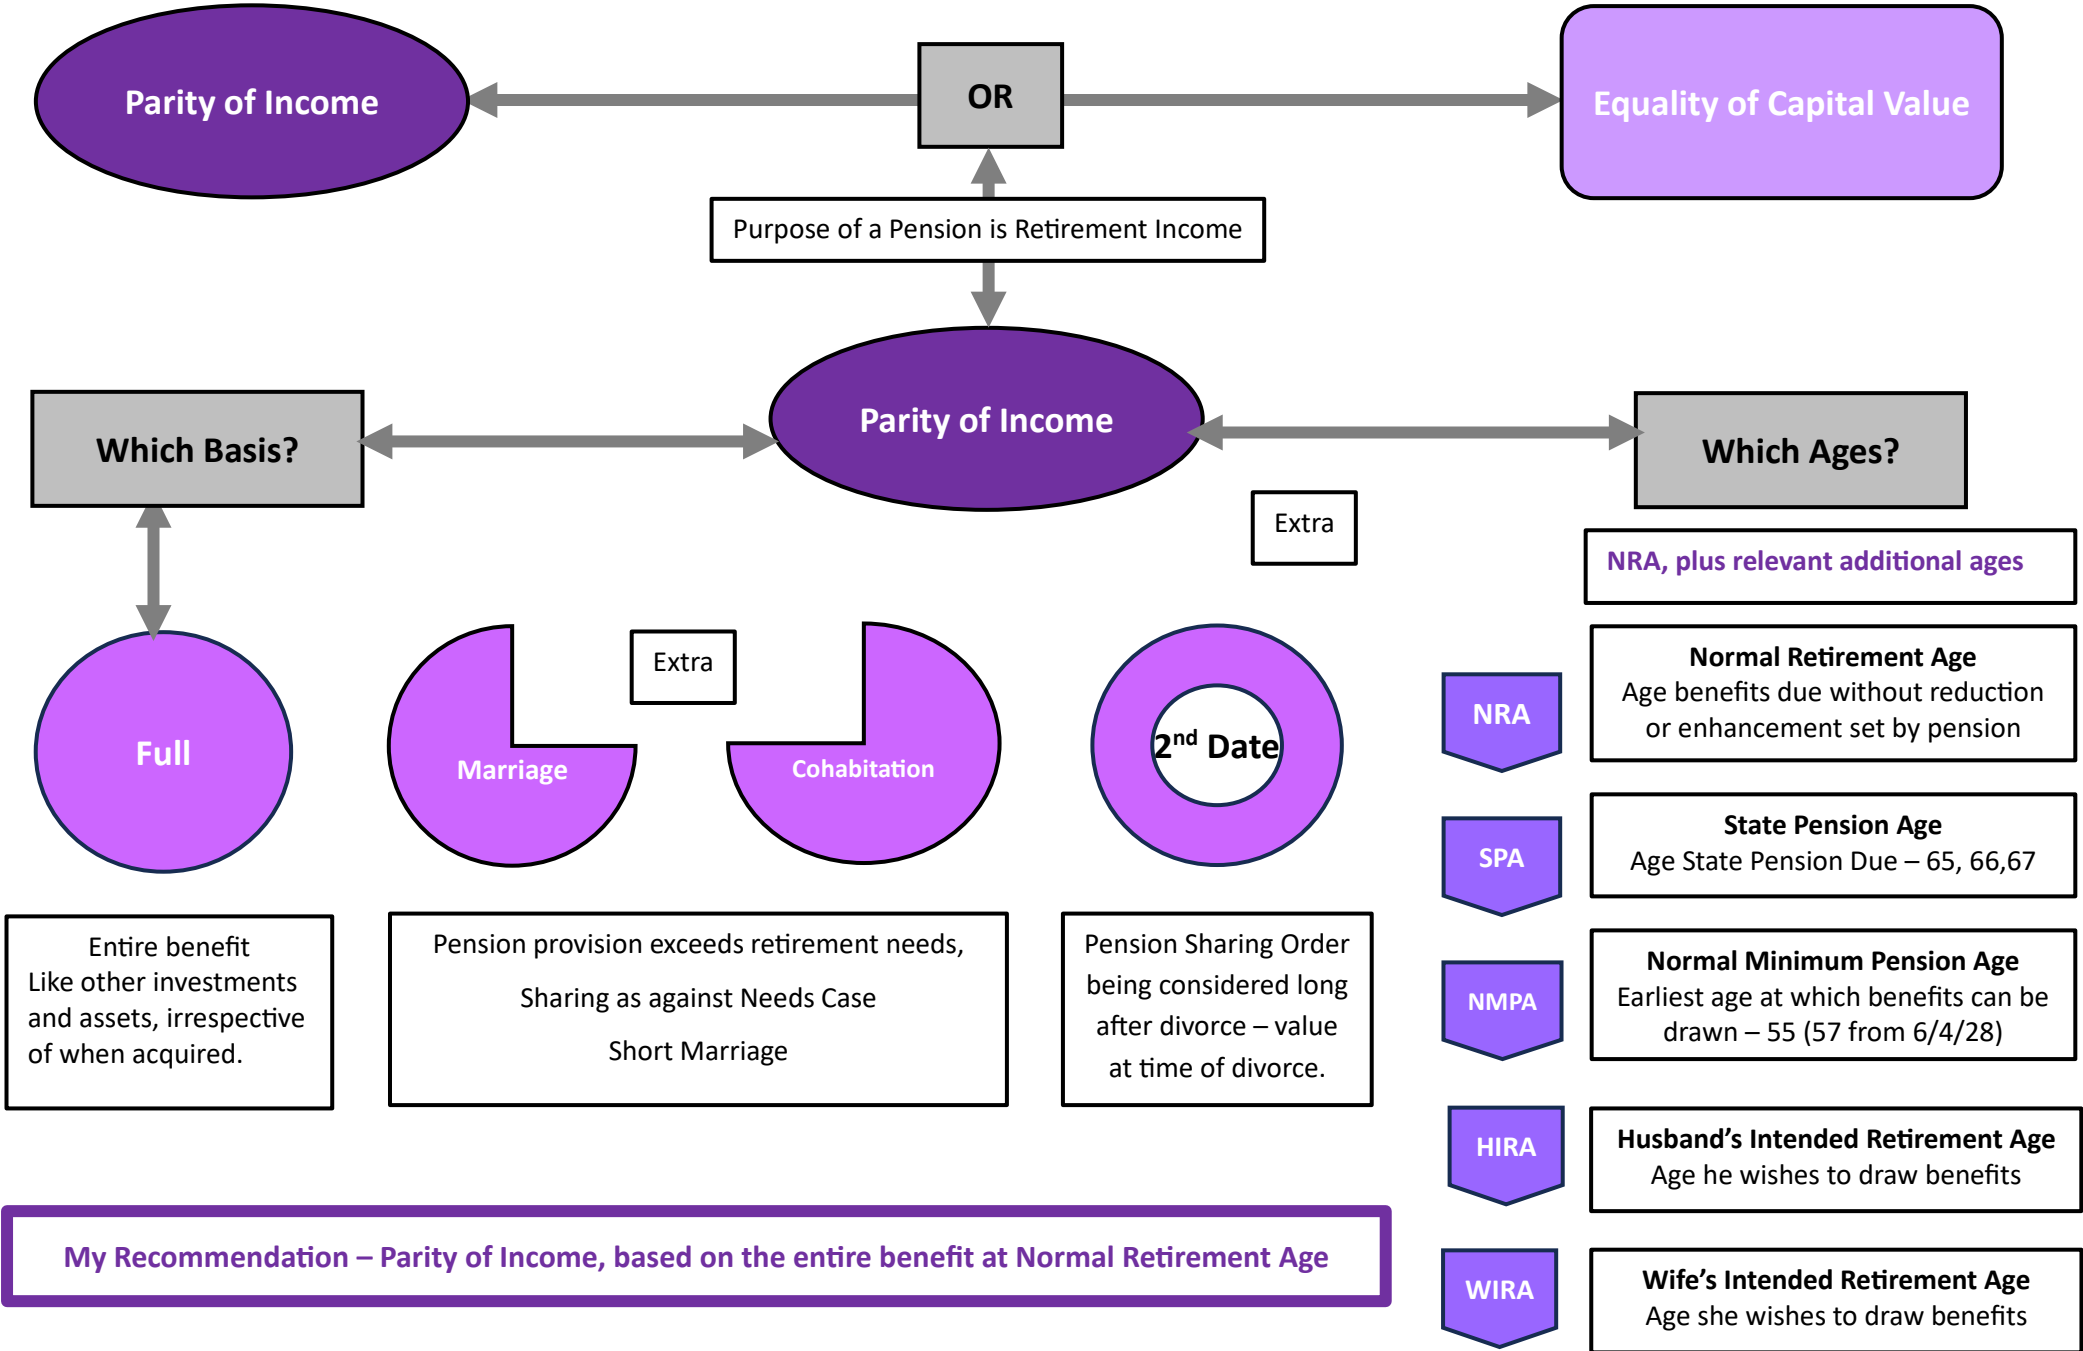 Parity of Income
OR
Equality of Capital Value
Purpose of a Pension is Retirement Income
Parity of Income
Which Basis?
Which Ages?
Extra
NRA, plus relevant additional ages
Full
Marriage
Extra
Cohabitation
2nd Date
Entire benefit
Like other investments
and assets, irrespective
of when acquired.
Pension provision exceeds retirement needs,
Sharing as against Needs Case
Short Marriage
Pension Sharing Order
being considered long
after divorce – value
at time of divorce.
NRA
Normal Retirement Age
Age benefits due without reduction
or enhancement set by pension
SPA
State Pension Age
Age State Pension Due – 65, 66,67
NMPA
Normal Minimum Pension Age
Earliest age at which benefits can be
drawn – 55 (57 from 6/4/28)
HIRA
Husband's Intended Retirement Age
Age he wishes to draw benefits
WIRA
Wife's Intended Retirement Age
Age she wishes to draw benefits
My Recommendation – Parity of Income, based on the entire benefit at Normal Retirement Age